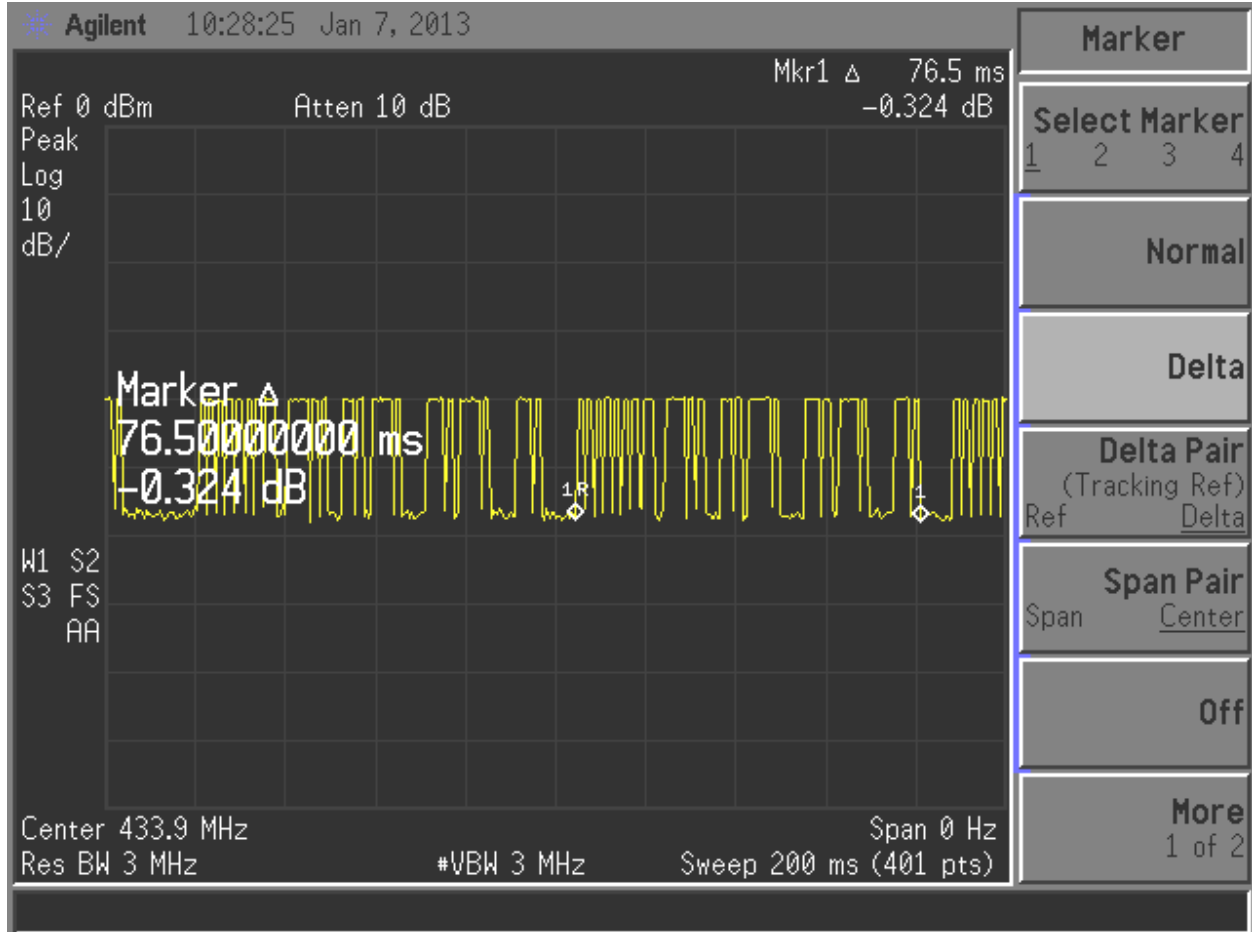 Agilent 10:28:25 Jan 7, 2013
Mkr1 Δ 76.5 ms
Ref 0 dBm Atten 10 dB -0.324 dB
Peak
Log
10
dB/
Marker Δ
76.50000000 ms
-0.324 dB
1R
1
W1 S2
S3 FS
AA
Center 433.9 MHz Span 0 Hz
Res BW 3 MHz #VBW 3 MHz Sweep 200 ms (401 pts)
Marker
Select Marker
1 2 3 4
Normal
Delta
Delta Pair
(Tracking Ref)
Ref Delta
Span Pair
Span Center
Off
More
1 of 2